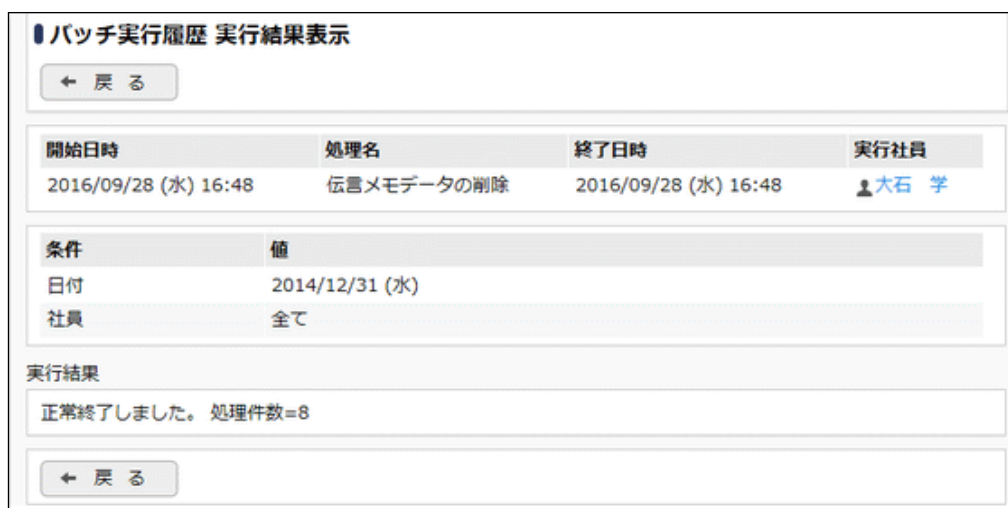 バッチ実行履歴 実行結果表示
戻 る
開始日時 処理名 終了日時 実行社員
2016/09/28 (水) 16:48 伝言メモデータの削除 2016/09/28 (水) 16:48 大石 学
条件 値
日付 2014/12/31 (水)
社員 全て
実行結果
正常終了しました。 処理件数=8
戻 る